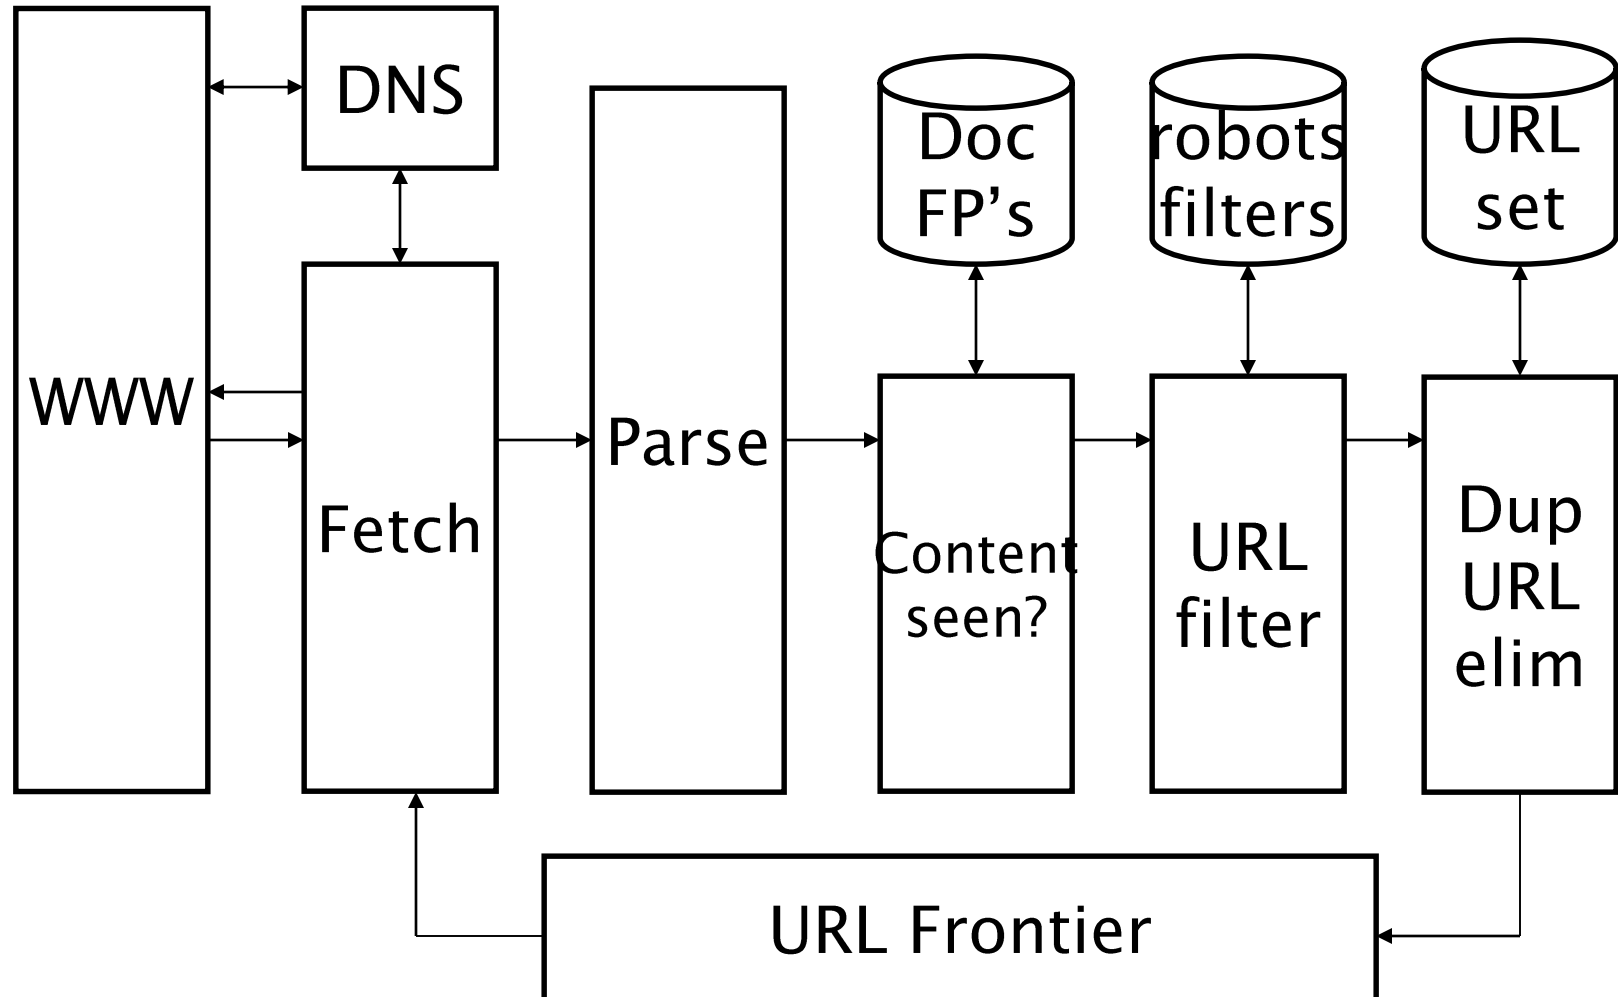 DNS
Doc
FP’s
robots
filters
URL
set
WWW
Fetch
Parse
Content
seen?
URL
filter
Dup
URL
elim
URL Frontier